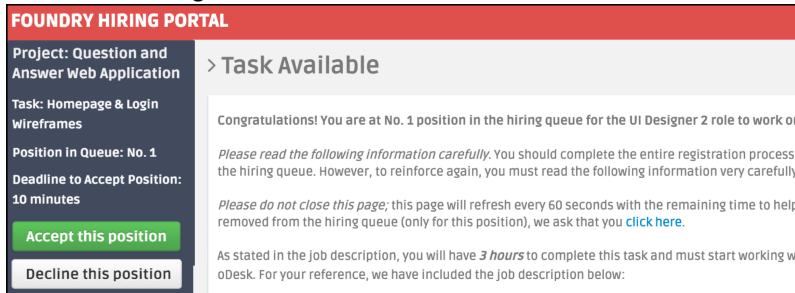 FOUNDRY HIRING PORTAL
Project: Question and
Answer Web Application
Task: Homepage & Login
Wireframes
Position in Queue: No. 1
Deadline to Accept Position:
10 minutes
Accept this position
Decline this position
> Task Available
Congratulations! You are at No. 1 position in the hiring queue for the UI Designer 2 role to work
Please read the following information carefully. You should complete the entire registration process
the hiring queue. However, to reinforce again, you must read the following information very carefully
Please do not close this page; this page will refresh every 60 seconds with the remaining time to help
removed from the hiring queue (only for this position), we ask that you click here.
As stated in the job description, you will have 3 hours to complete this task and must start working
oDesk. For your reference, we have included the job description below: